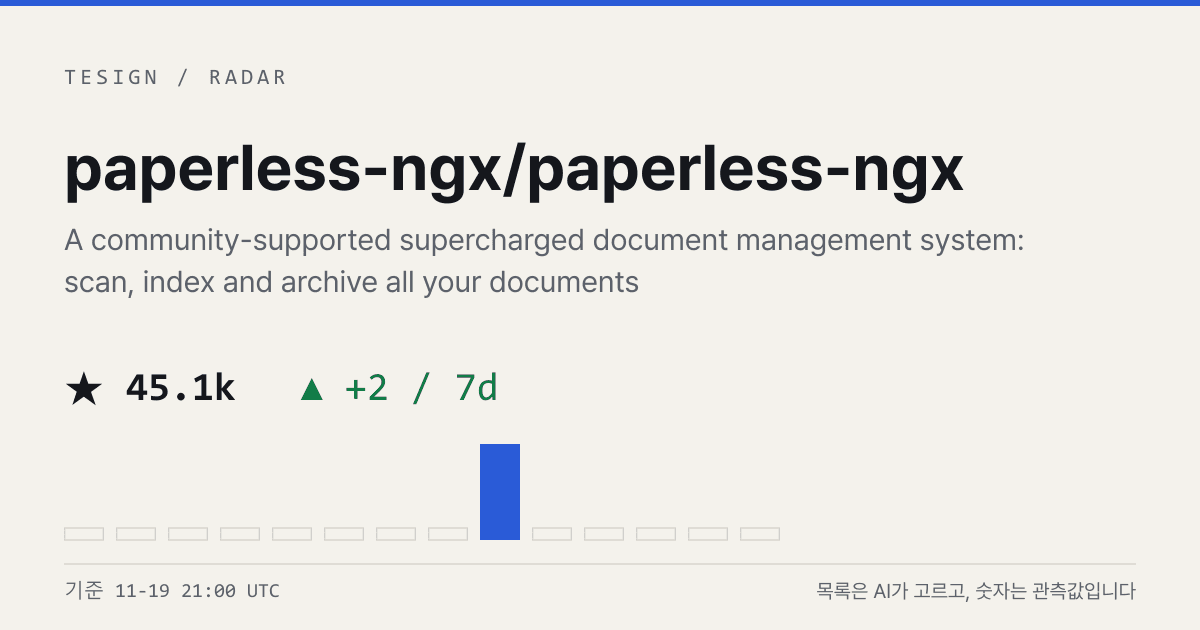 TESIGN / RADAR
paperless-ngx/paperless-ngx
A community-supported supercharged document management system:
scan, index and archive all your documents
★ 45.1k ▲ +2 / 7d
기준 11-19 21:00 UTC
목록은 AI가 고르고, 숫자는 관측값입니다